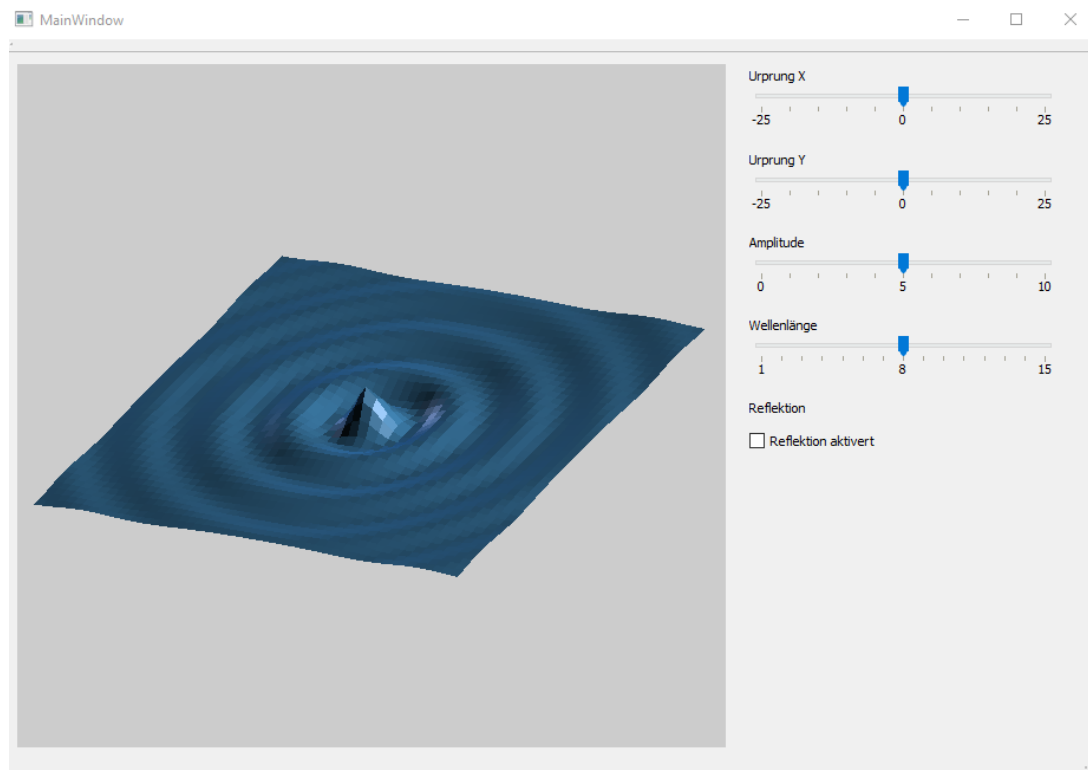 MainWindow
Urprung X
-25 0 25
Urprung Y
-25 0 25
Amplitude
0 5 10
Wellenlänge
1 8 15
Reflektion
Reflektion aktivert